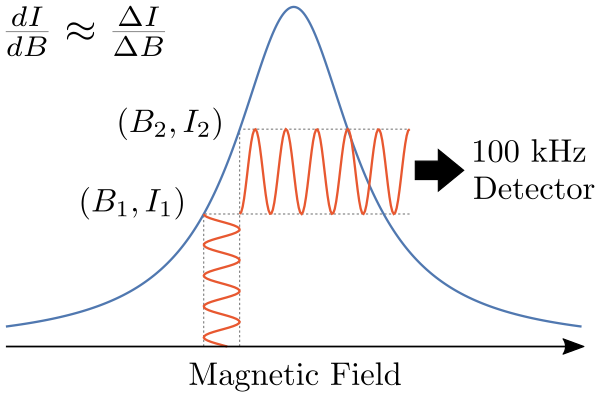 dI/dB ≈ ΔI/ΔB
(B₂, I₂)
(B₁, I₁)
100 kHz
Detector
Magnetic Field